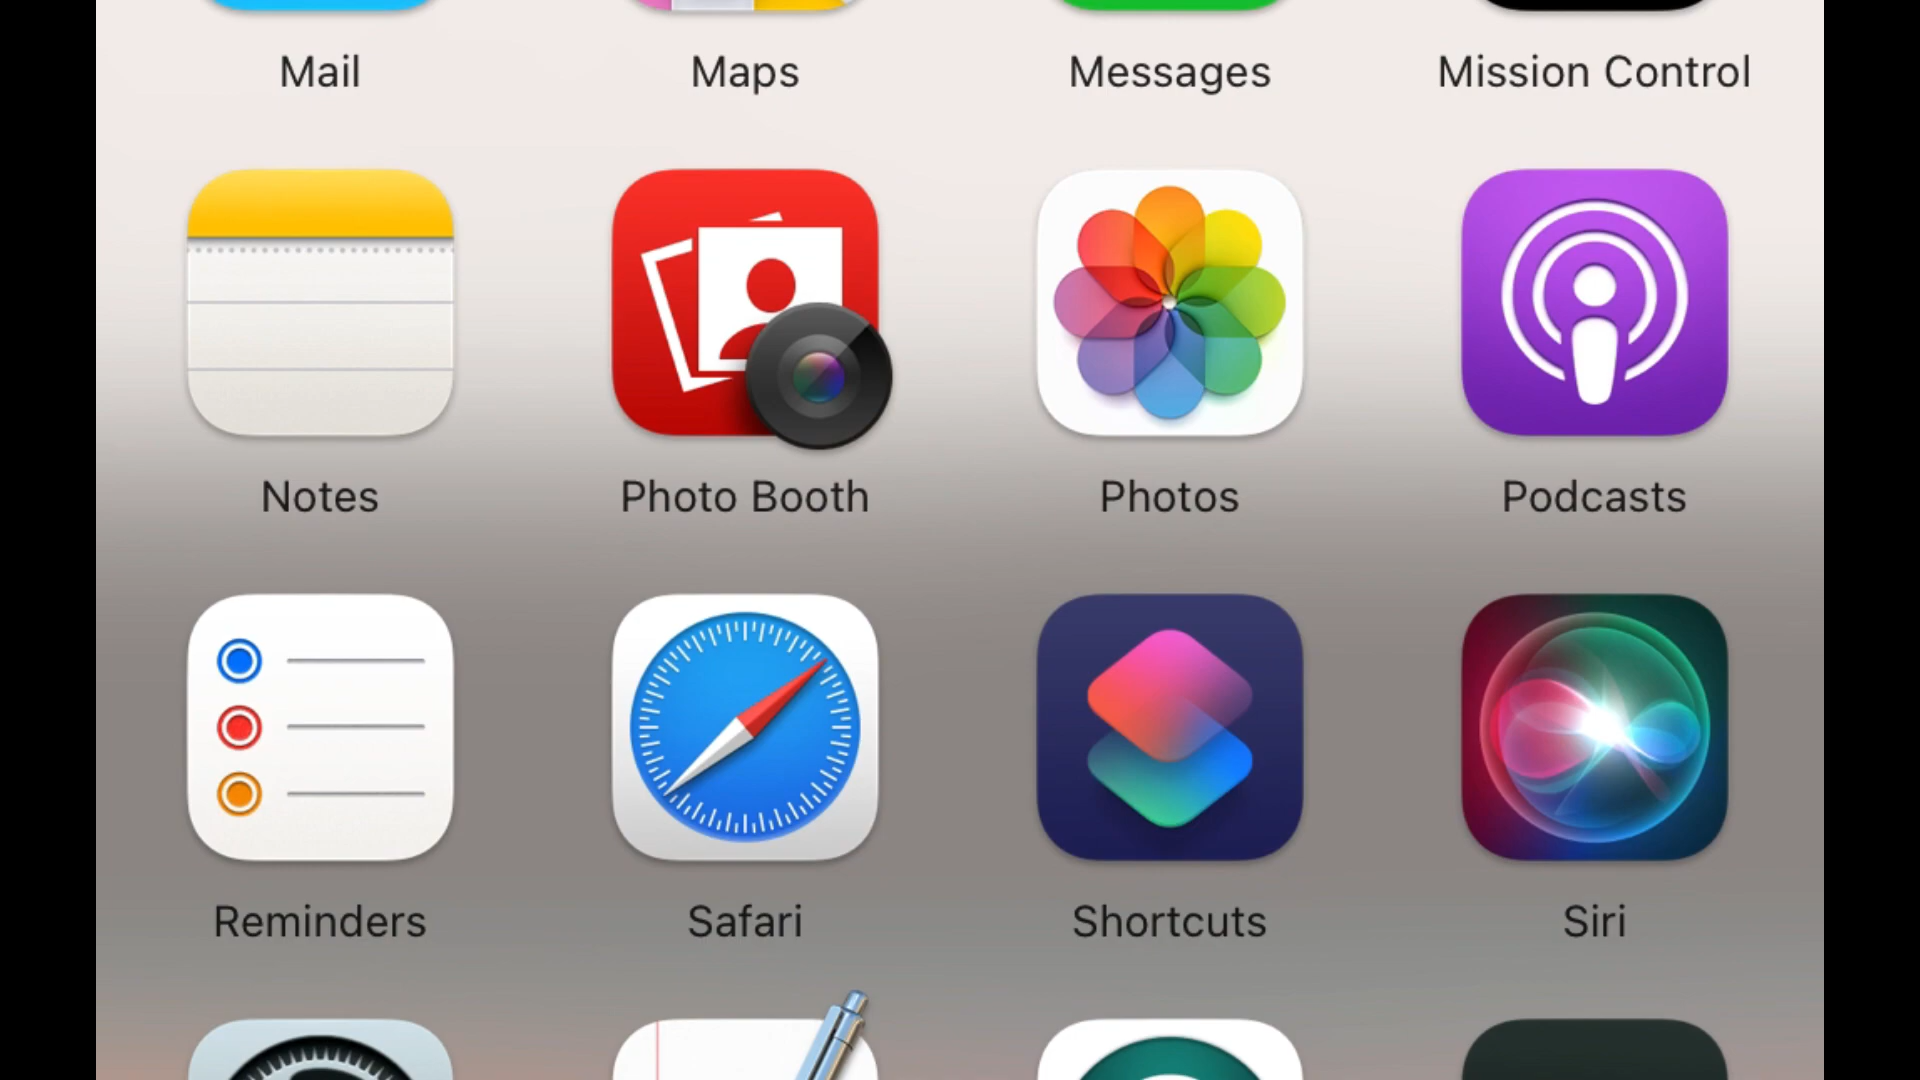 Mail
Maps
Messages
Mission Control
Notes
Photo Booth
Photos
Podcasts
Reminders
Safari
Shortcuts
Siri